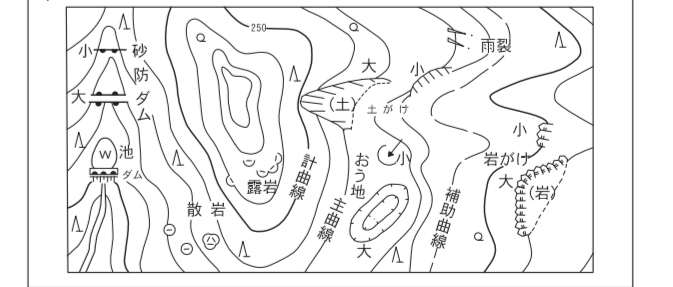 250
小
砂防ダム
大
W
池
ダム
散岩
露岩
計曲線
主曲線
大
(土)
土がけ
小
雨裂
おう地
小
大
補助曲線
小
岩がけ
大
(岩)